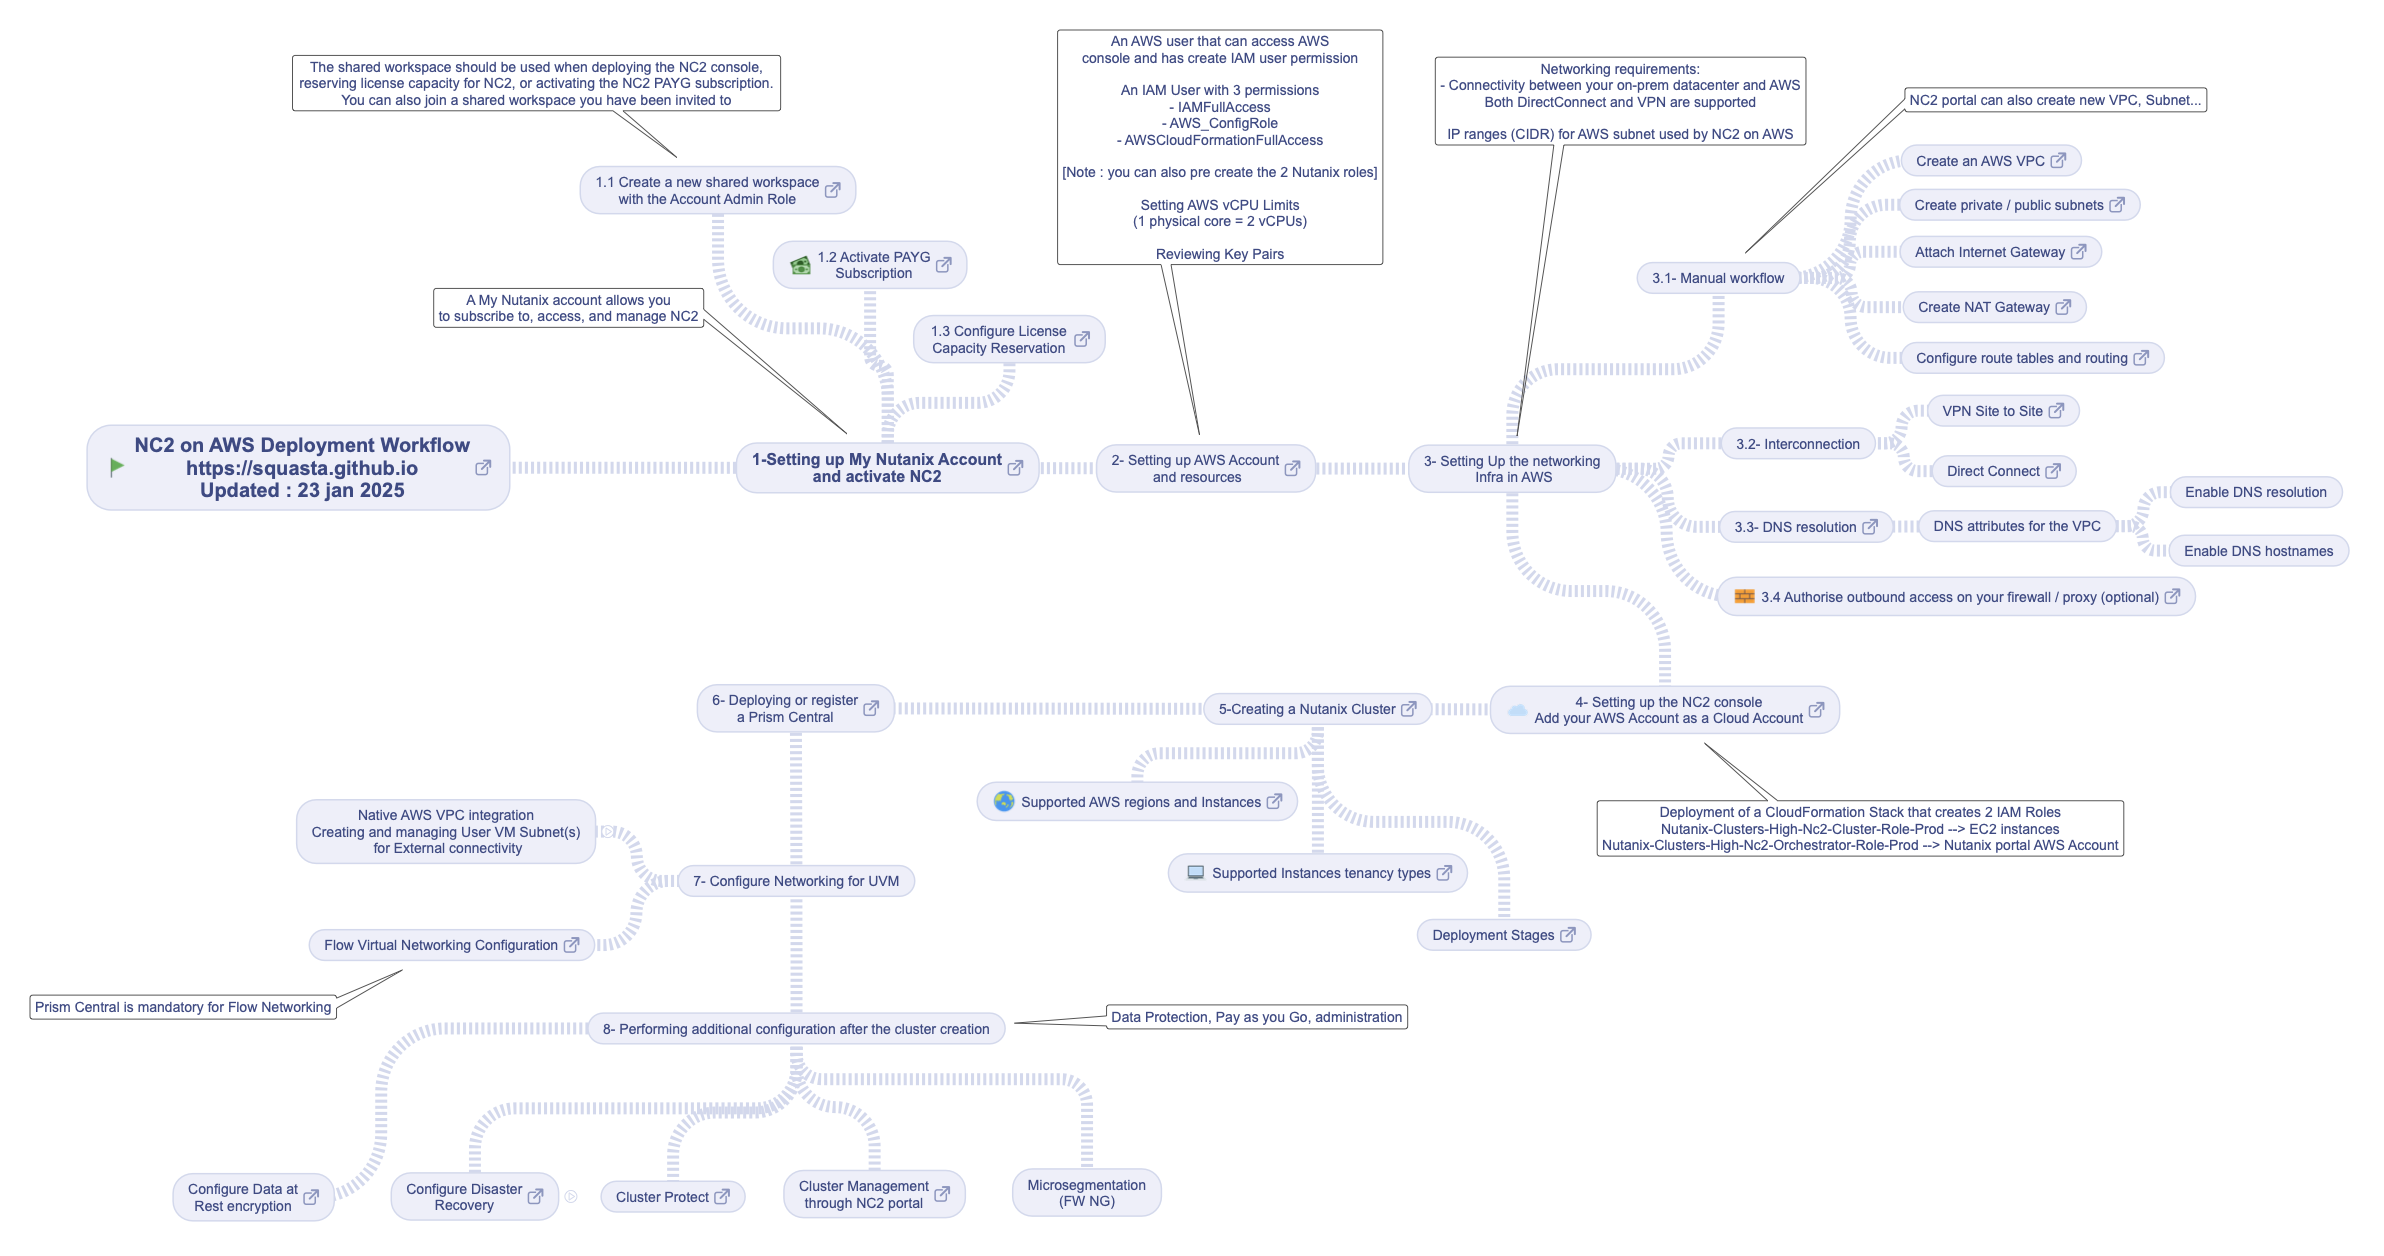 An AWS user that can access AWS
console and has create IAM user permission
An IAM User with 3 permissions
- IAMFullAccess
- AWS_ConfigRole
- AWSCloudFormationFullAccess
[Note : you can also pre create the 2 Nutanix roles]
Setting AWS vCPU Limits
(1 physical core = 2 vCPUs)
Reviewing Key Pairs
The shared workspace should be used when deploying the NC2 console,
reserving license capacity for NC2, or activating the NC2 PAYG subscription.
You can also join a shared workspace you have been invited to
Networking requirements:
- Connectivity between your on-prem datacenter and AWS
Both DirectConnect and VPN are supported
IP ranges (CIDR) for AWS subnet used by NC2 on AWS
NC2 portal can also create new VPC, Subnet...
1.1 Create a new shared workspace
with the Account Admin Role
1.2 Activate PAYG
Subscription
A My Nutanix account allows you
to subscribe to, access, and manage NC2
1.3 Configure License
Capacity Reservation
3.1- Manual workflow
Create an AWS VPC
Create private / public subnets
Attach Internet Gateway
Create NAT Gateway
Configure route tables and routing
NC2 on AWS Deployment Workflow
https://squasta.github.io
Updated : 23 jan 2025
1-Setting up My Nutanix Account
and activate NC2
2- Setting up AWS Account
and resources
3- Setting Up the networking
Infra in AWS
3.2- Interconnection
VPN Site to Site
Direct Connect
3.3- DNS resolution
DNS attributes for the VPC
Enable DNS resolution
Enable DNS hostnames
3.4 Authorise outbound access on your firewall / proxy (optional)
4- Setting up the NC2 console
Add your AWS Account as a Cloud Account
Deployment of a CloudFormation Stack that creates 2 IAM Roles
Nutanix-Clusters-High-Nc2-Cluster-Role-Prod --> EC2 instances
Nutanix-Clusters-High-Nc2-Orchestrator-Role-Prod --> Nutanix portal AWS Account
5-Creating a Nutanix Cluster
Supported AWS regions and Instances
Supported Instances tenancy types
Deployment Stages
6- Deploying or register
a Prism Central
7- Configure Networking for UVM
Native AWS VPC integration
Creating and managing User VM Subnet(s)
for External connectivity
Flow Virtual Networking Configuration
Prism Central is mandatory for Flow Networking
8- Performing additional configuration after the cluster creation
Data Protection, Pay as you Go, administration
Configure Data at
Rest encryption
Configure Disaster
Recovery
Cluster Protect
Cluster Management
through NC2 portal
Microsegmentation
(FW NG)